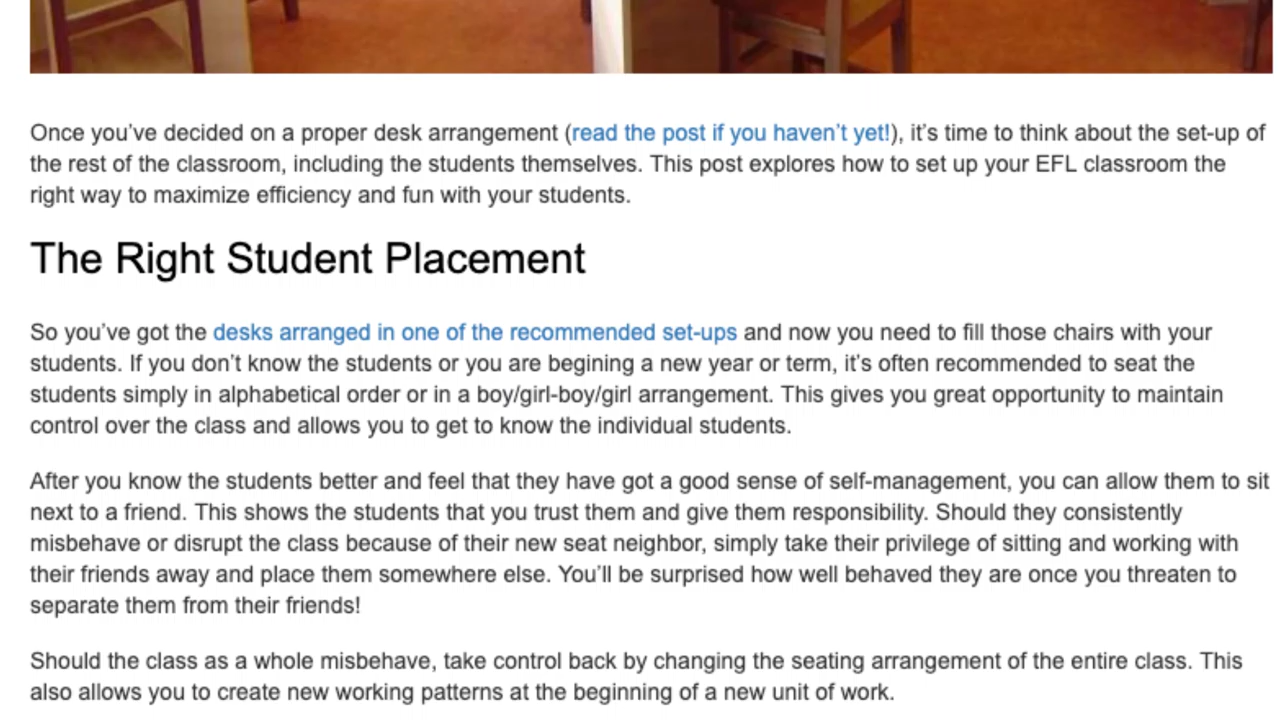 Once you’ve decided on a proper desk arrangement (read the post if you haven’t yet!), it’s time to think about the set-up of
the rest of the classroom, including the students themselves. This post explores how to set up your EFL classroom the
right way to maximize efficiency and fun with your students.
The Right Student Placement
So you’ve got the desks arranged in one of the recommended set-ups and now you need to fill those chairs with your
students. If you don’t know the students or you are begining a new year or term, it’s often recommended to seat the
students simply in alphabetical order or in a boy/girl-boy/girl arrangement. This gives you great opportunity to maintain
control over the class and allows you to get to know the individual students.
After you know the students better and feel that they have got a good sense of self-management, you can allow them to sit
next to a friend. This shows the students that you trust them and give them responsibility. Should they consistently
misbehave or disrupt the class because of their new seat neighbor, simply take their privilege of sitting and working with
their friends away and place them somewhere else. You’ll be surprised how well behaved they are once you threaten to
separate them from their friends!
Should the class as a whole misbehave, take control back by changing the seating arrangement of the entire class. This
also allows you to create new working patterns at the beginning of a new unit of work.